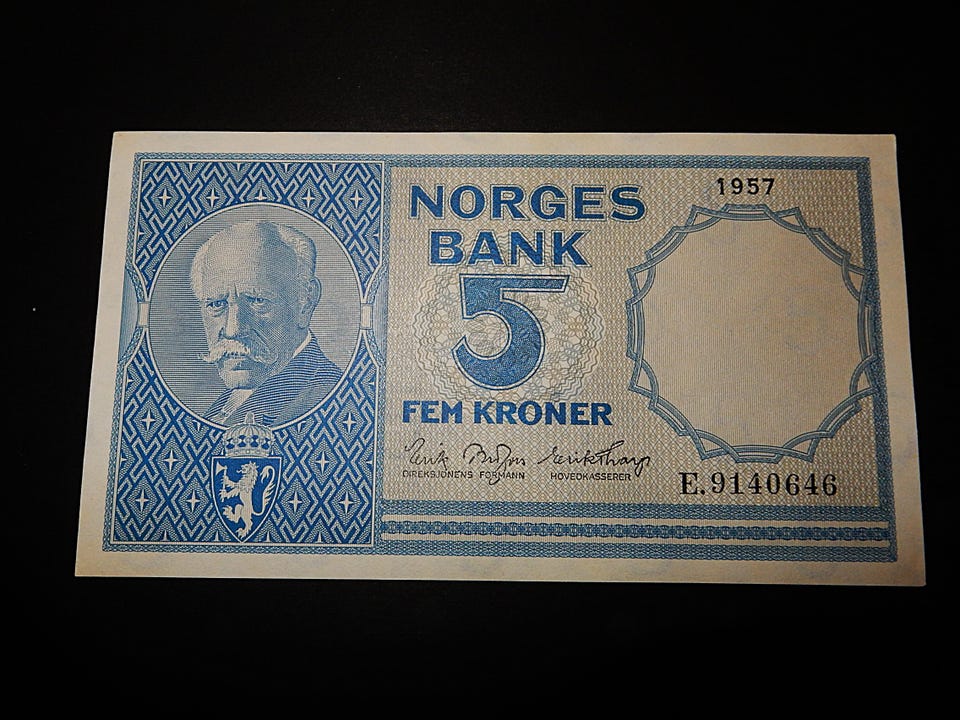 NORGES
BANK
1957
5
FEM KRONER
DIREKSJONENS FORMANN
HOVEDKASSERER
E.9140646